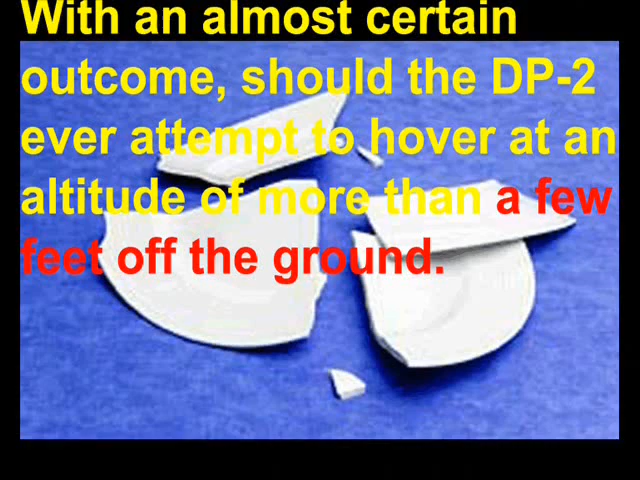 With an almost certain
outcome, should the DP-2
ever attempt to hover at an
altitude of more than a few
feet off the ground.